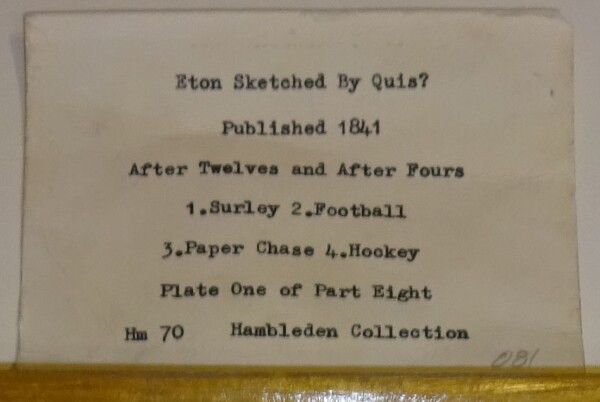 Eton Sketched By Quis?
Published 1841
After Twelves and After Fours
1.Surley 2.Football
3.Paper Chase 4.Hockey
Plate One of Part Eight
Hm 70 Hambleden Collection
081